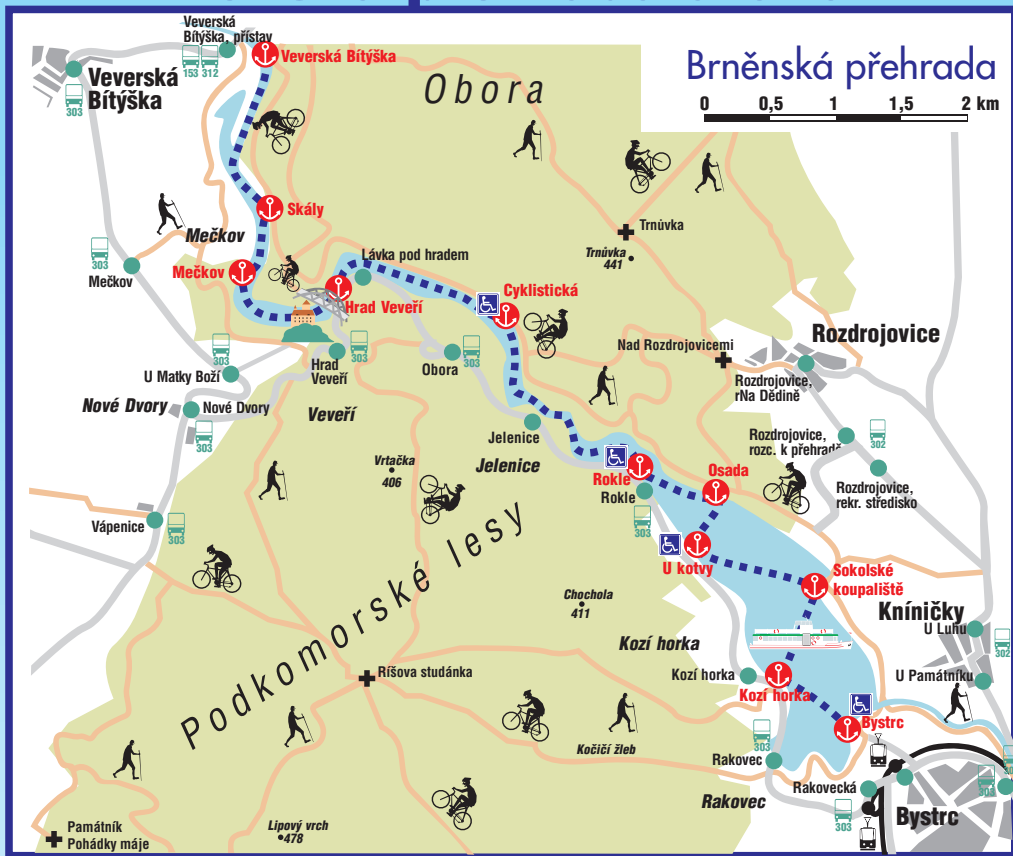 Brněnská přehrada
0 0,5 1 1,5 2 km
Veverská
Bítýška, přístav
153 312
Veverská Bítýška
Veverská
Bítýška
303
Obora
Skály
Mečkov
303
Mečkov
Mečkov
Lávka pod hradem
Hrad Veveří
Cyklistická
Trnůvka
Trnůvka
441
303
U Matky Boží
Hrad
Veveří
303
Obora
303
Nad Rozdrojovicemi
Rozdrojovice
Rozdrojovice,
rNa Dědině
Nové Dvory
Nové Dvory
303
Veveří
Jelenice
Jelenice
Rozdrojovice,
rozc. k přehradě
302
Rozdrojovice,
rekr. středisko
Vrtačka
406
Rokle
Rokle
303
Osada
Vápenice
303
U kotvy
Sokolské
koupaliště
Podkomorské lesy
Chochola
411
Kozí horka
Kozí horka
Kozí horka
Kníničky
U Luhu
302
U Památníku
Ríšova studánka
Bystrc
303
Kočičí žleb
Rakovec
Rakovec
Rakovecká
303
303
Bystrc
Památník
Pohádky máje
Lipový vrch
478